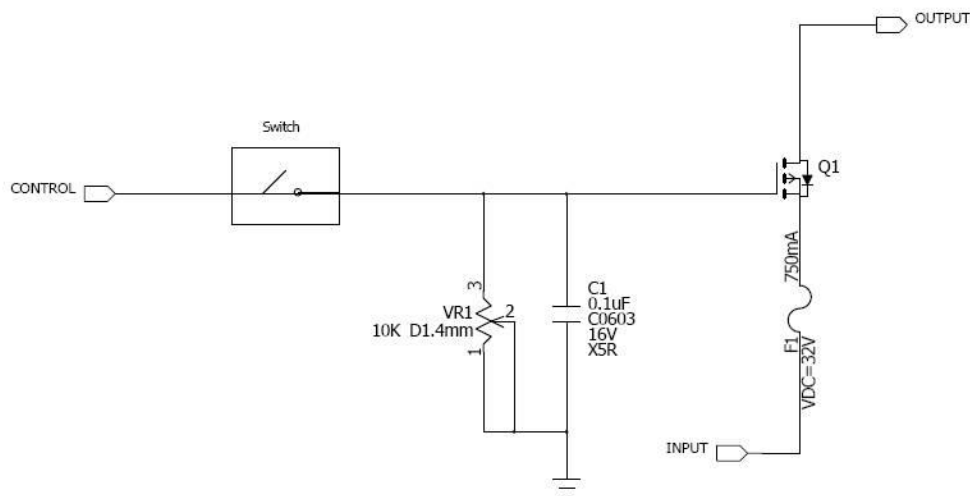 OUTPUT
Switch
CONTROL
Q1
750mA
3
VR1
2
10K D1.4mm
1
C1
0.1uF
C0603
16V
X5R
F1
VDC=32V
INPUT